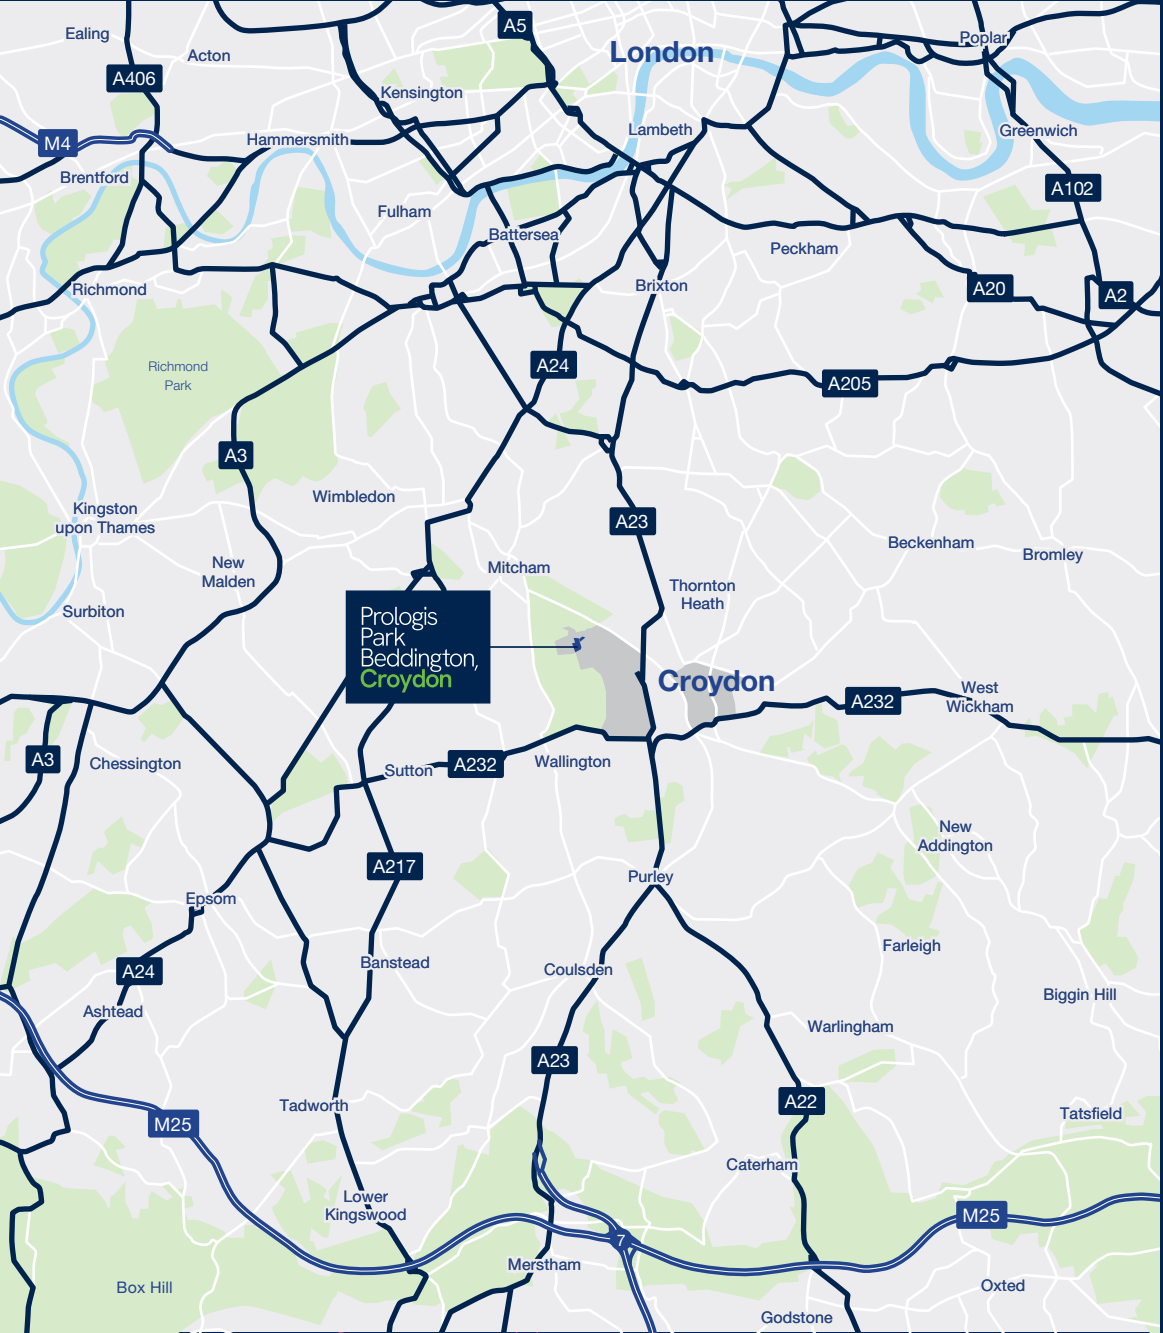 A5
Ealing
London
Poplar
Acton
A406
Kensington
Lambeth
Greenwich
M4
Hammersmith
Brentford
A102
Fulham
Battersea
Peckham
Richmond
Brixton
A20
A2
Richmond
Park
A24
A205
A3
Wimbledon
Kingston
upon Thames
A23
Beckenham
Bromley
New
Malden
Mitcham
Thornton
Heath
Surbiton
Prologis
Park
Beddington,
Croydon
Croydon
West
Wickham
A232
A3
Chessington
Sutton
A232
Wallington
New
Addington
A217
Purley
Epsom
Farleigh
A24
Banstead
Coulsden
Biggin Hill
Ashtead
Warlingham
A23
A22
Tadworth
Tatsfield
M25
Caterham
Lower
Kingswood
M25
7
Merstham
Box Hill
Oxted
Godstone